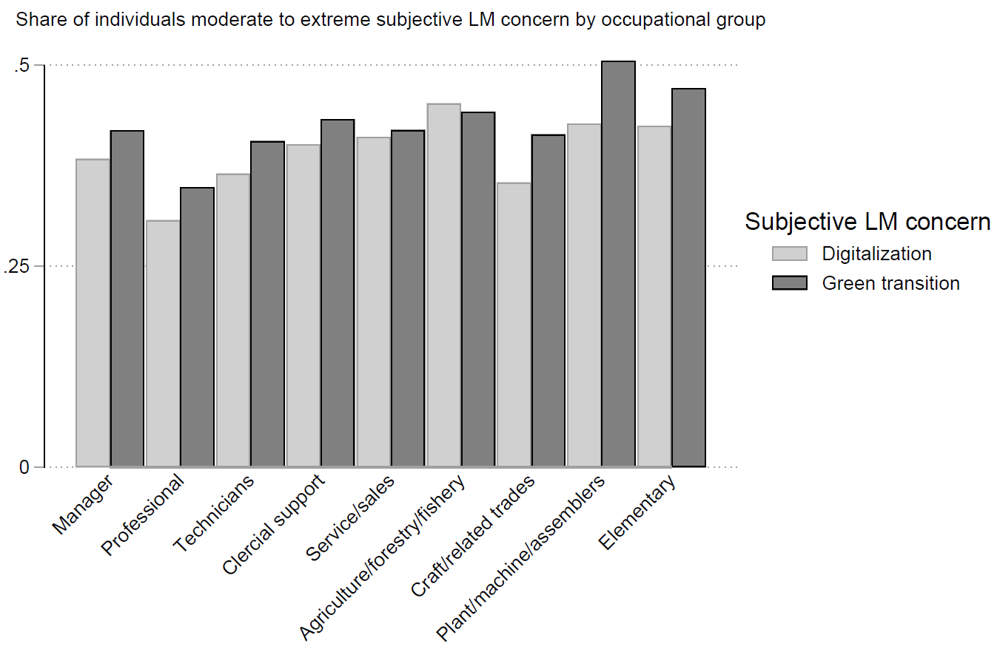 Share of individuals moderate to extreme subjective LM concern by occupational group
.5
.25
0
Manager
Professional
Technicians
Clercial support
Service/sales
Agriculture/forestry/fishery
Craft/related trades
Plant/machine/assemblers
Elementary
Subjective LM concern
Digitalization
Green transition